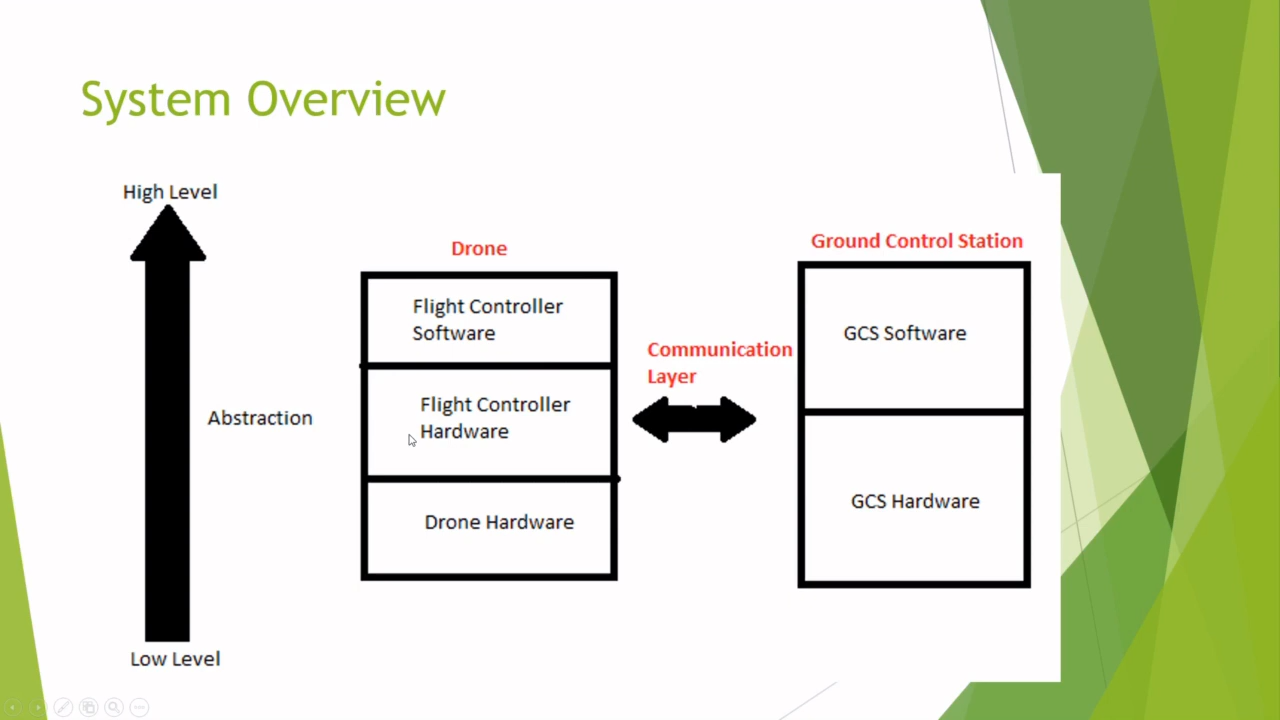 System Overview
High Level
Abstraction
Low Level
Drone
Flight Controller
Software
Flight Controller
Hardware
Drone Hardware
Communication
Layer
Ground Control Station
GCS Software
GCS Hardware